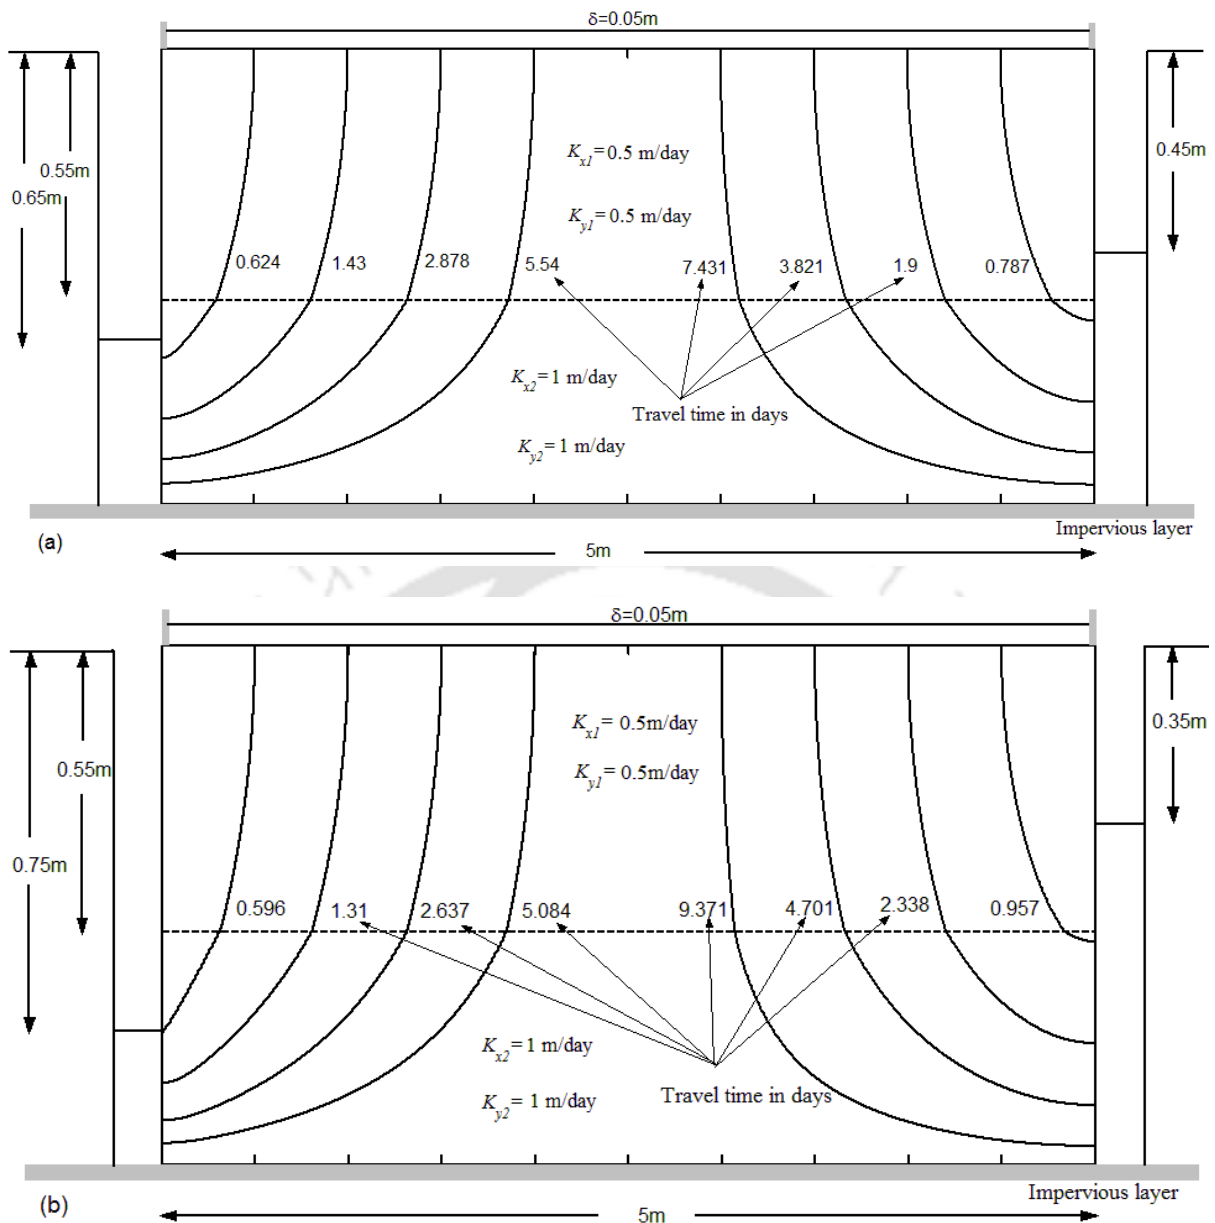 δ=0.05m
0.55m
0.65m
0.45m
Kx1= 0.5 m/day
Ky1= 0.5 m/day
0.624 1.43 2.878 5.54 7.431 3.821 1.9 0.787
Kx2= 1 m/day
Travel time in days
Ky2= 1 m/day
Impervious layer
(a)
5m
δ=0.05m
0.55m
0.75m
0.35m
Kx1= 0.5m/day
Ky1= 0.5m/day
0.596 1.31 2.637 5.084 9.371 4.701 2.338 0.957
Kx2= 1 m/day
Travel time in days
Ky2= 1 m/day
Impervious layer
(b)
5m